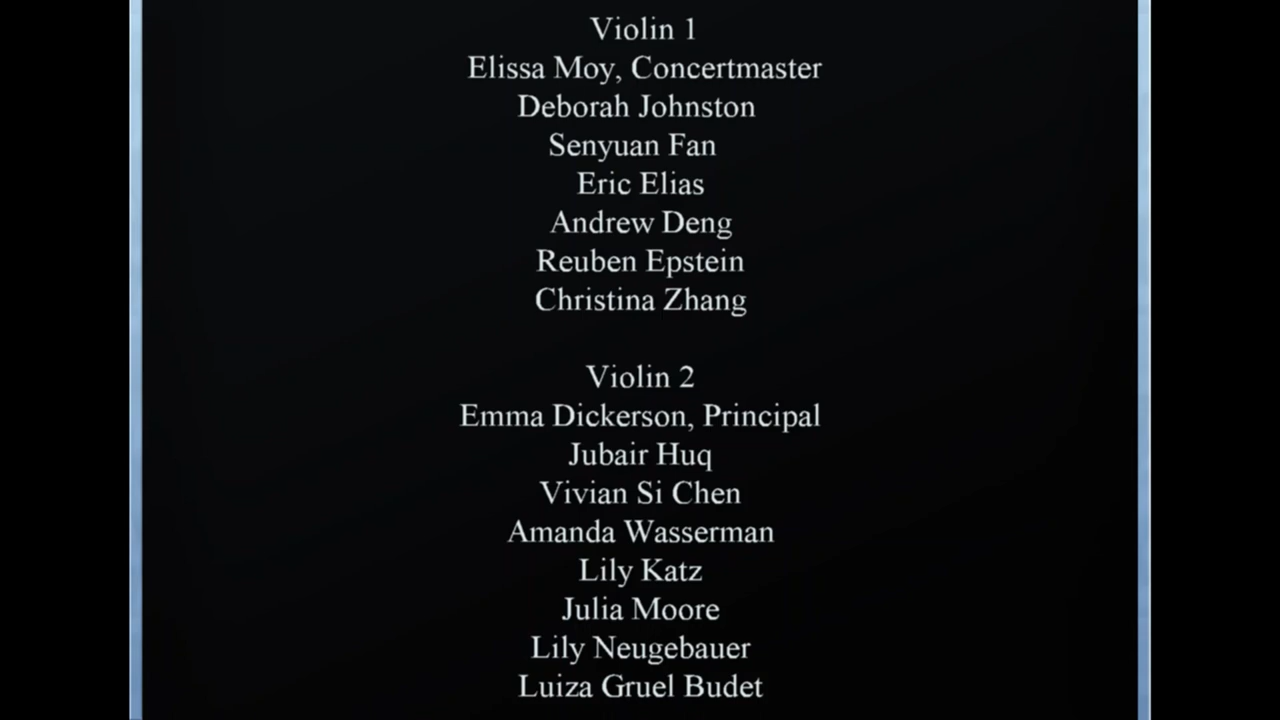 Violin 1
Elissa Moy, Concertmaster
Deborah Johnston
Senyuan Fan
Eric Elias
Andrew Deng
Reuben Epstein
Christina Zhang
Violin 2
Emma Dickerson, Principal
Jubair Huq
Vivian Si Chen
Amanda Wasserman
Lily Katz
Julia Moore
Lily Neugebauer
Luiza Gruel Budet